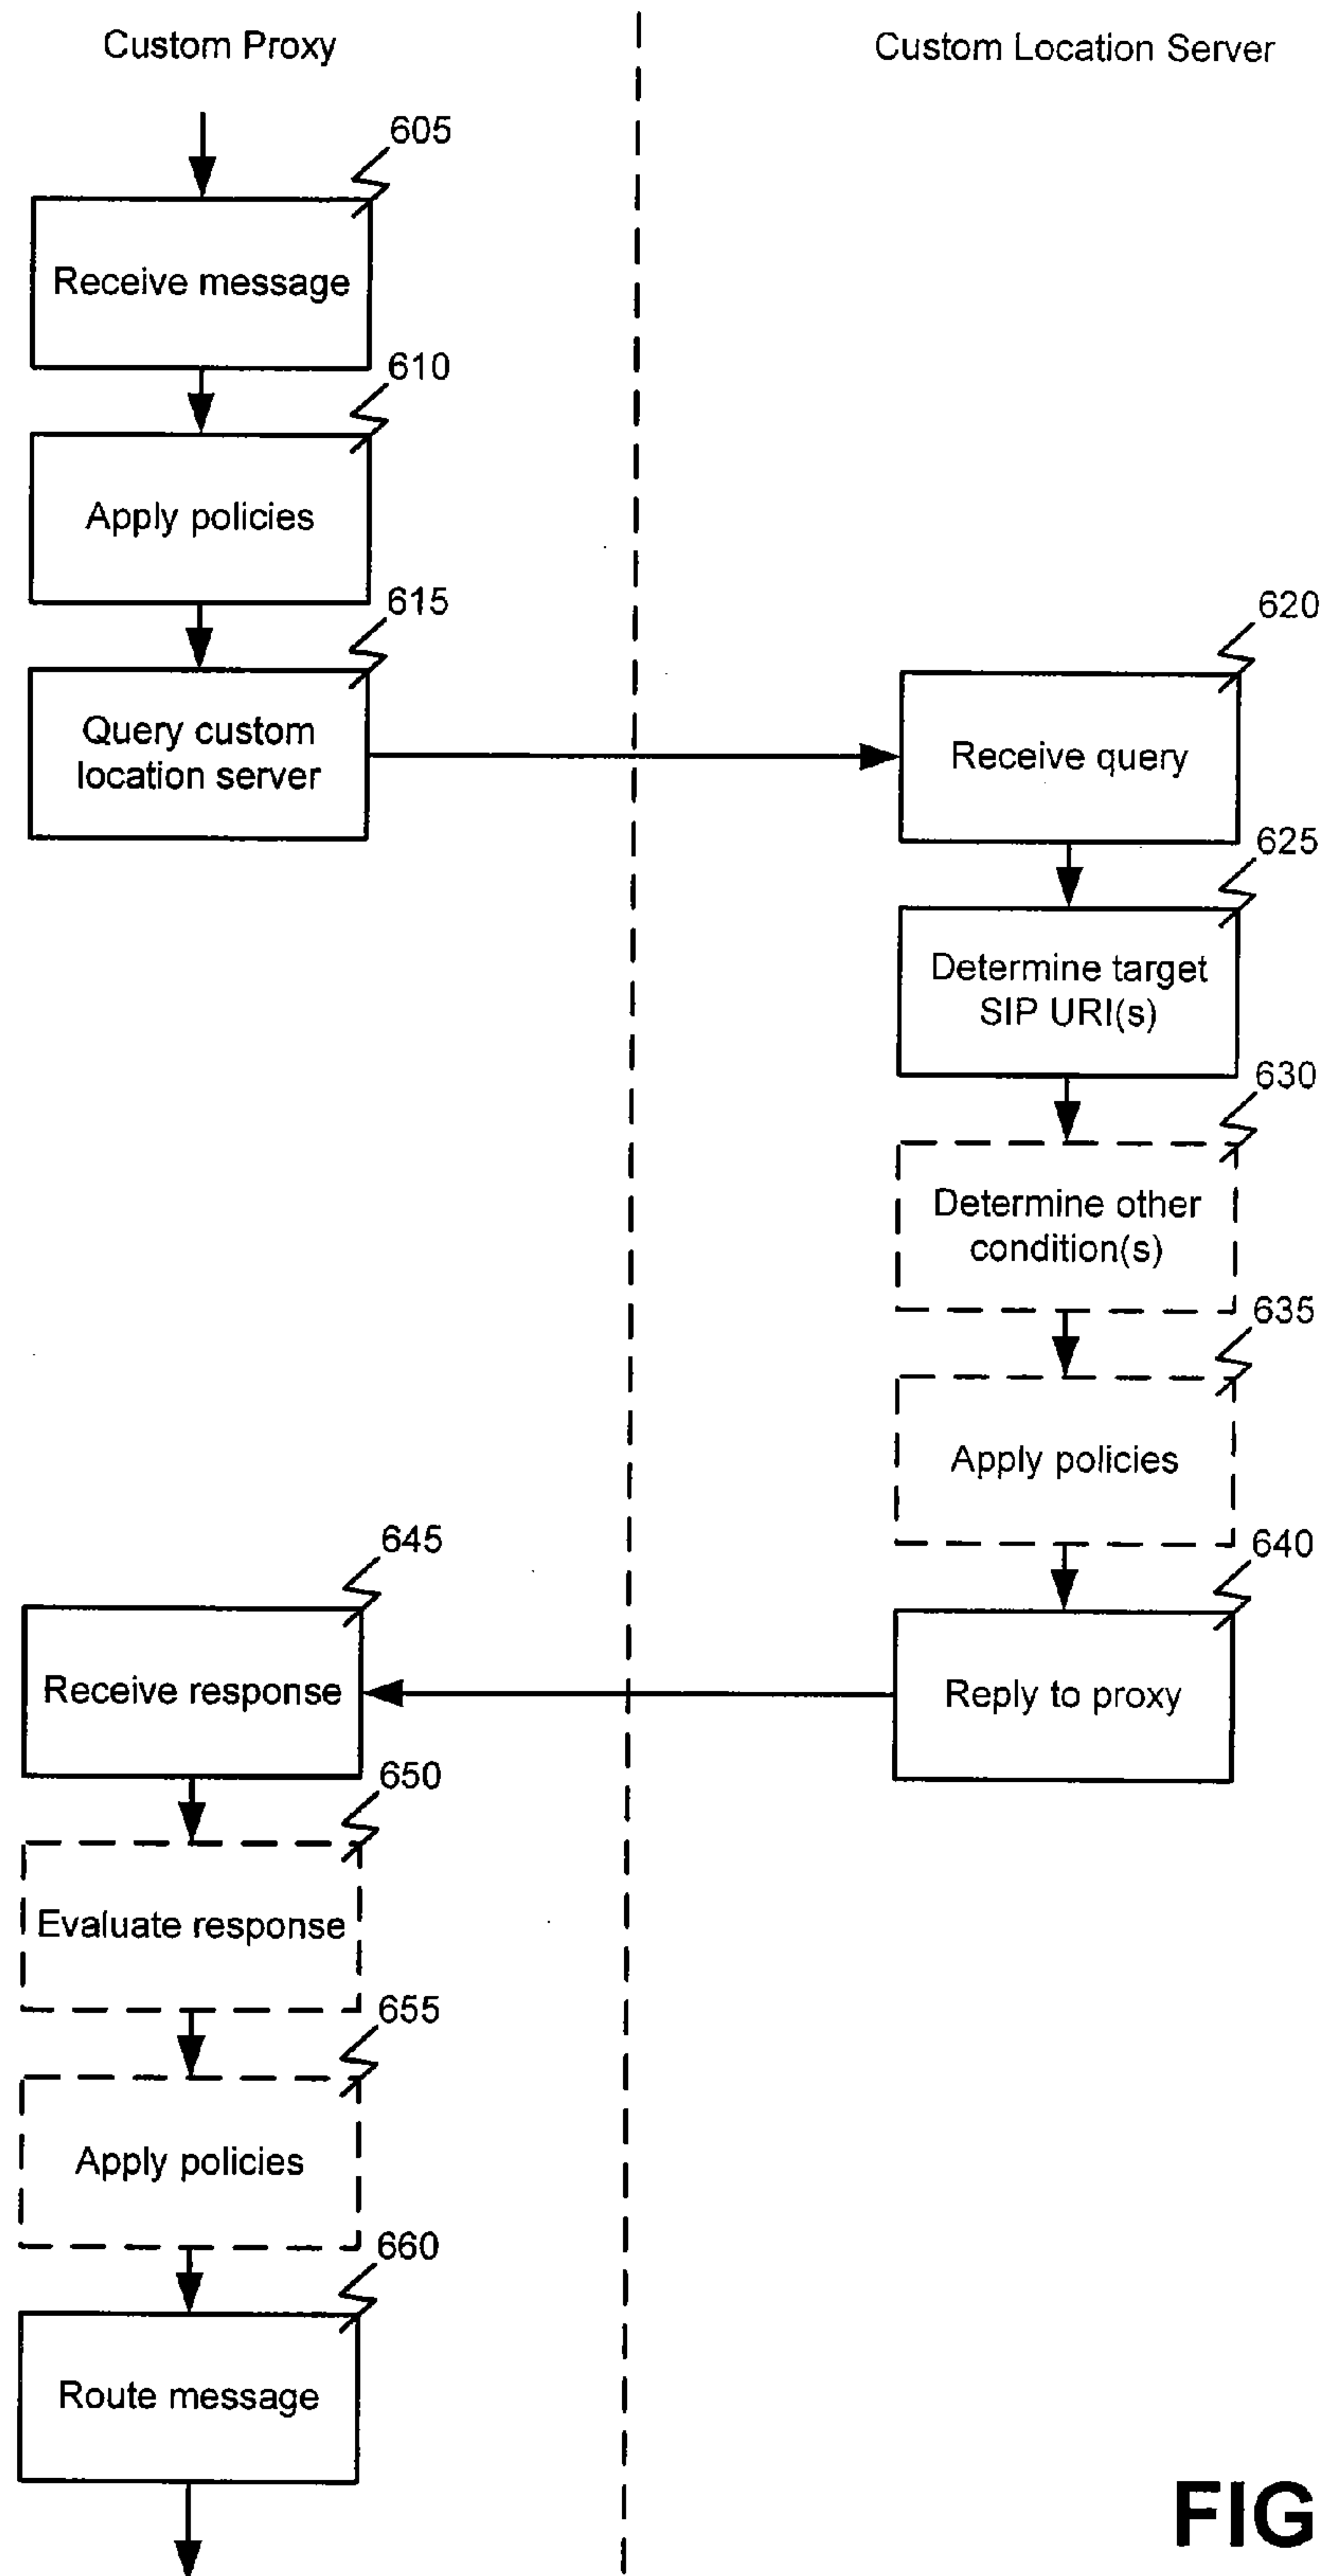 Custom Proxy
Custom Location Server
605
Receive message
610
Apply policies
615
Query custom
location server
620
Receive query
625
Determine target
SIP URI(s)
630
Determine other
condition(s)
635
Apply policies
640
Reply to proxy
645
Receive response
650
Evaluate response
655
Apply policies
660
Route message
FIG